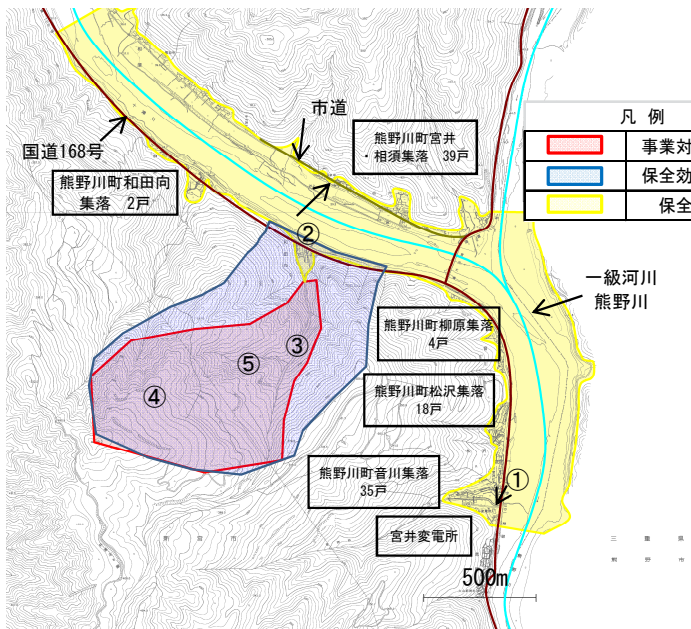 市道
国道168号
熊野川町宮井
・相須集落 39戸
凡 例
事業対
保全効
保全
熊野川町和田向
集落 2戸
②
一級河川
熊野川
熊野川町柳原集落
4戸
③
⑤
④
熊野川町松沢集落
18戸
熊野川町音川集落
35戸
①
宮井変電所
新 宮 市
三 重 県
熊 野 市
500m